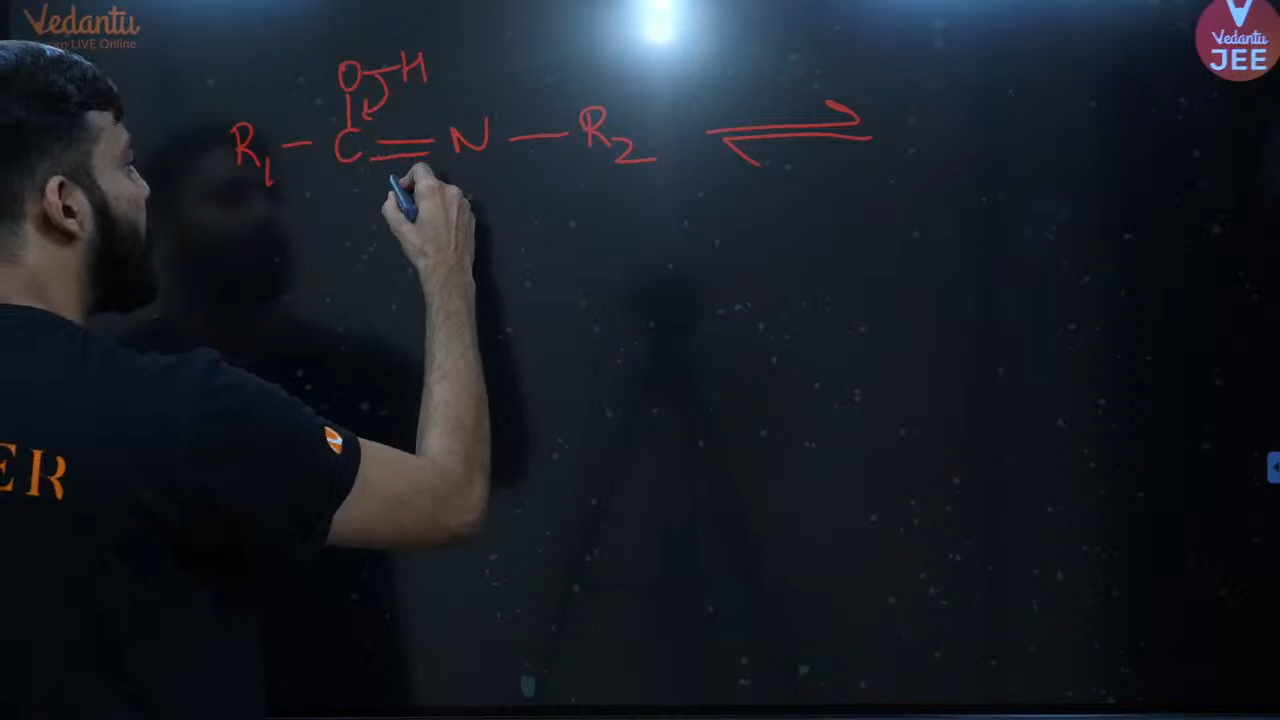 Vedantu
Learn LIVE Online
V
Vedantu
JEE
O-H
R1 - C = N - R2 ⇌
ER